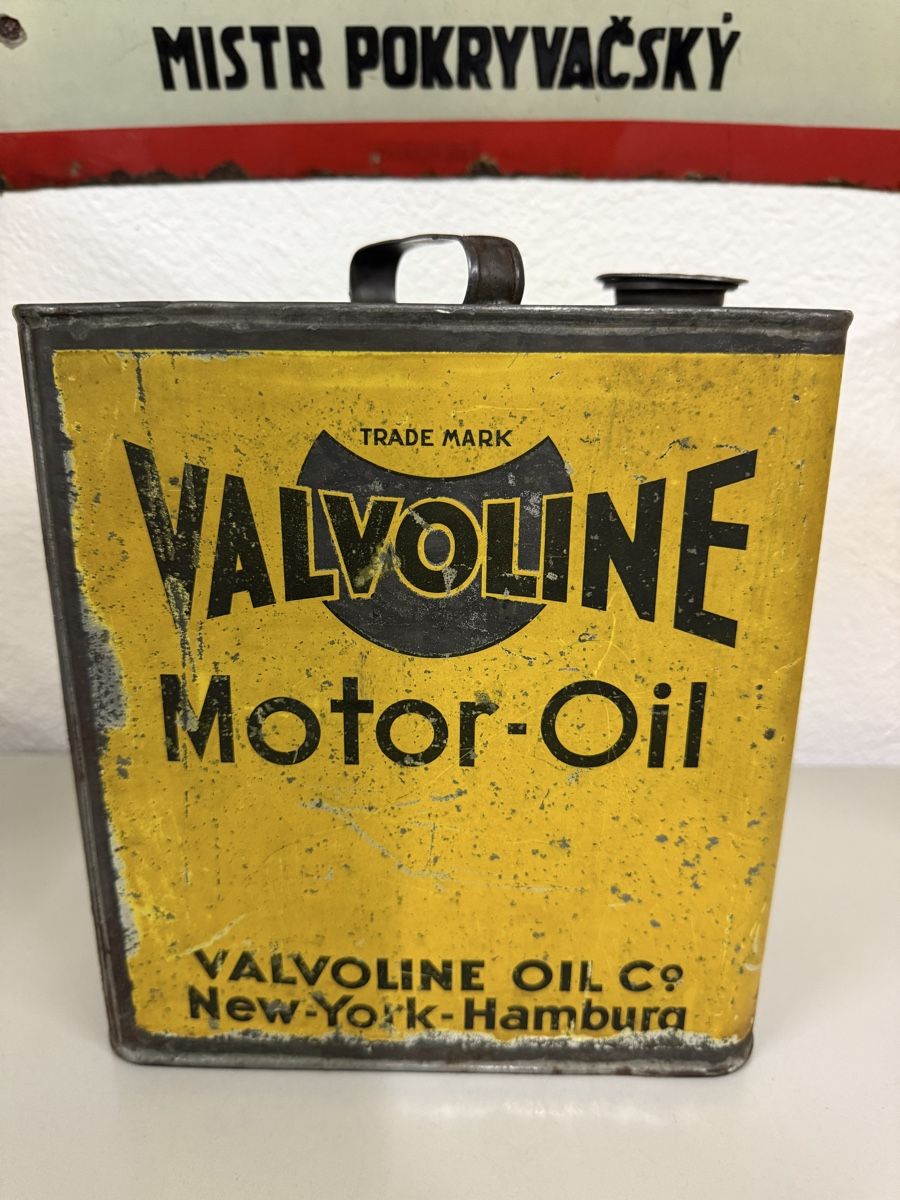 MISTR POKRYVAČSKÝ
TRADE MARK
VALVOLINE
Motor-Oil
VALVOLINE OIL Cº
New-York-Hamburg